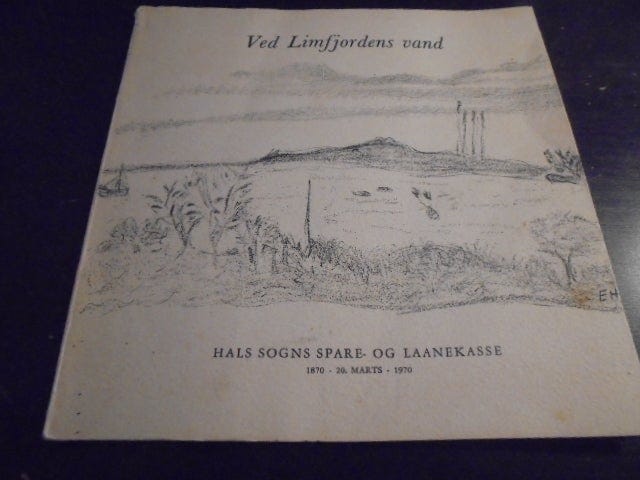 Ved Limfjordens vand
EH
HALS SOGNS SPARE- OG LAANEKASSE
1870 - 20. MARTS - 1970